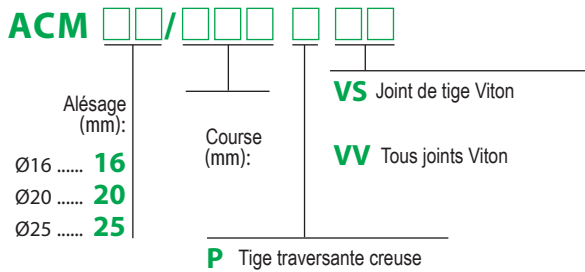 ACM □□/□□□ □ □□
Alésage
(mm):
Ø16 ...... 16
Ø20 ...... 20
Ø25 ...... 25
Course
(mm):
VS Joint de tige Viton
VV Tous joints Viton
P Tige traversante creuse